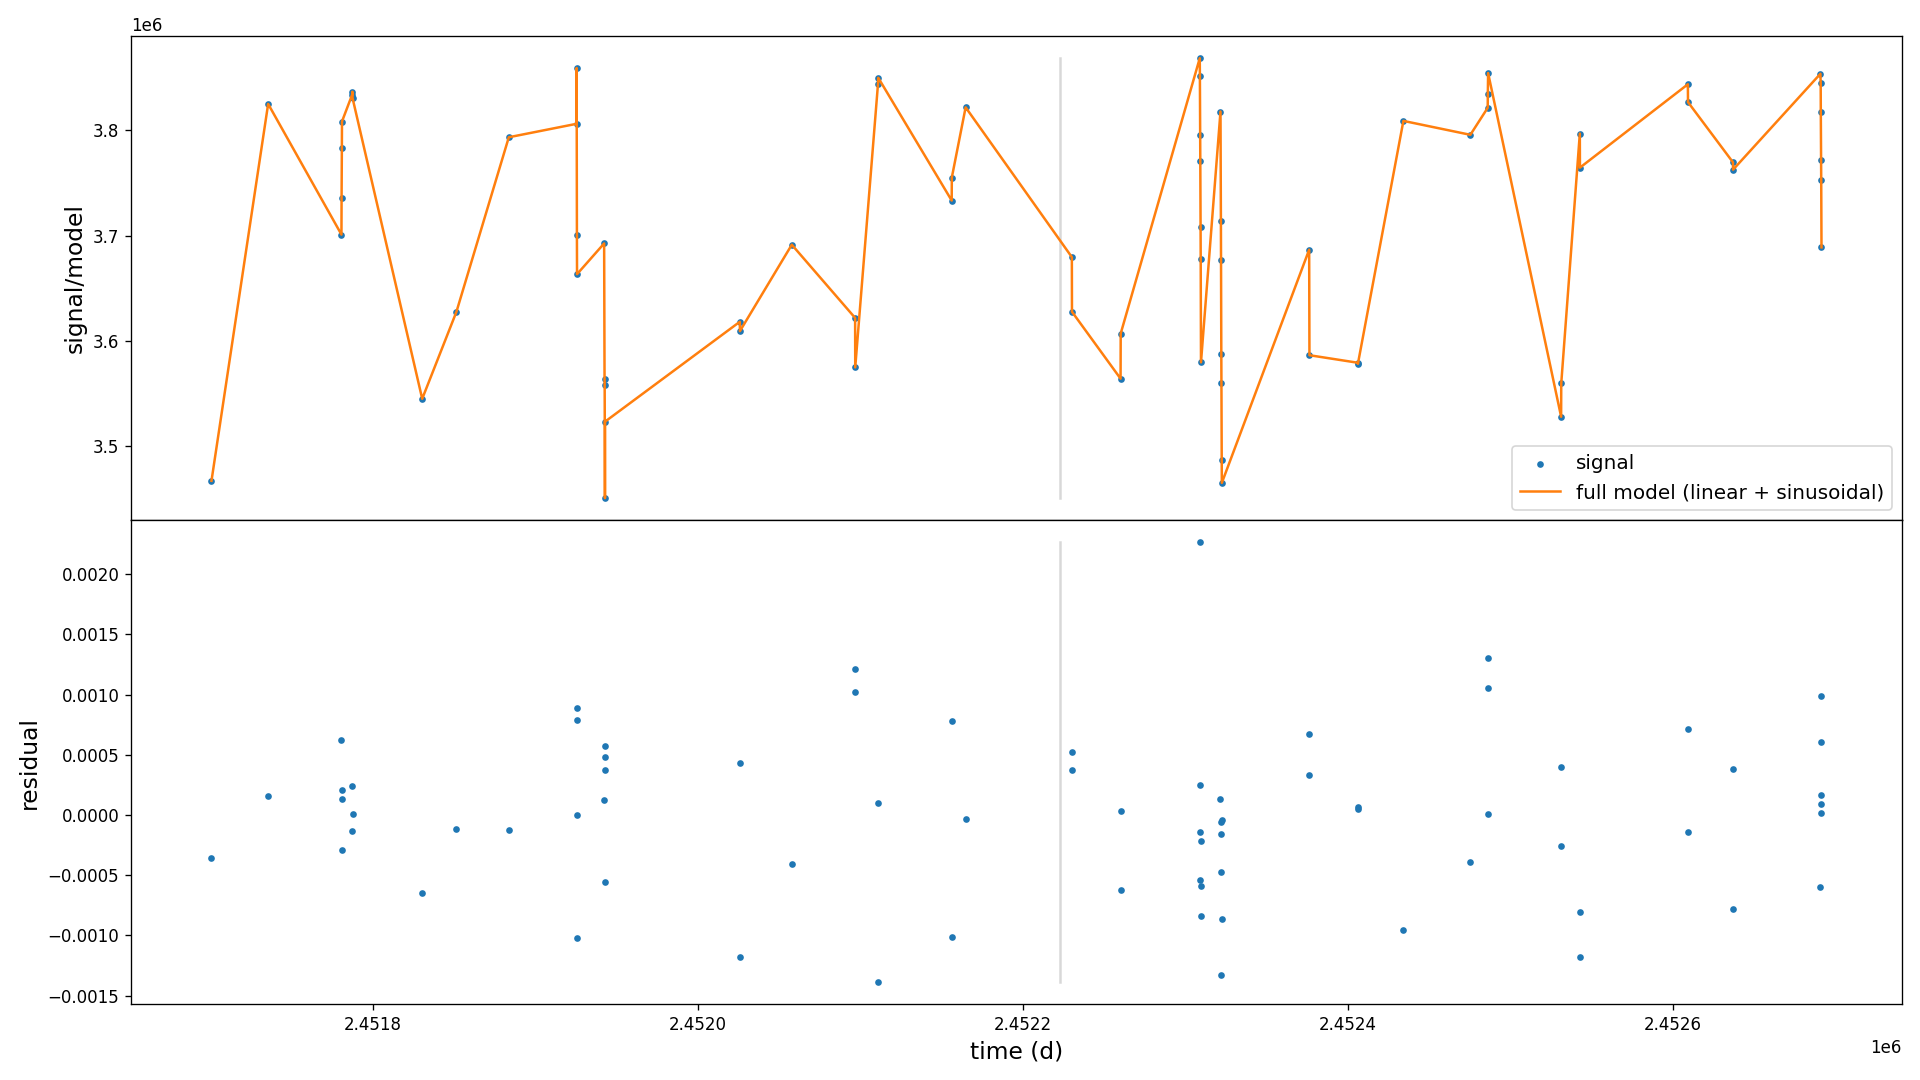 1e6
3.8
3.7
3.6
3.5
signal/model
signal
full model (linear + sinusoidal)
0.0020
0.0015
0.0010
0.0005
0.0000
−0.0005
−0.0010
−0.0015
residual
2.4518
2.4520
2.4522
2.4524
2.4526
1e6
time (d)